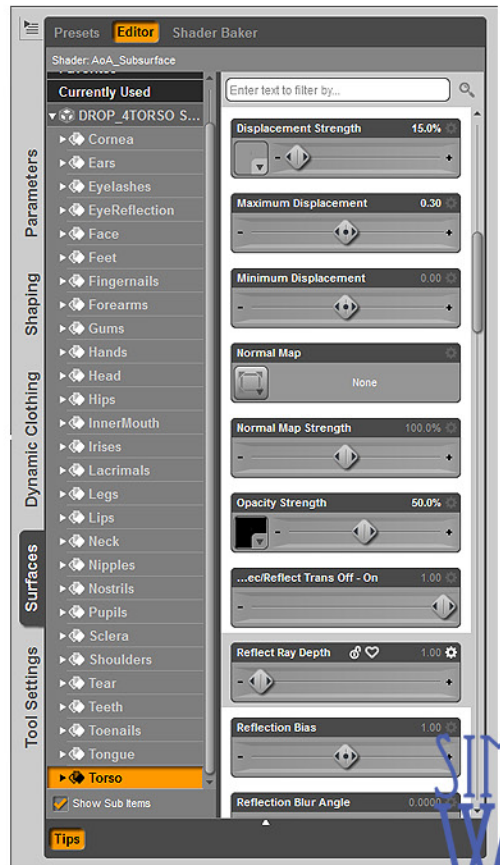 Presets Editor Shader Baker
Shader: AoA_Subsurface
Currently Used
DROP_4TORSO S...
Cornea
Ears
Eyelashes
EyeReflection
Face
Feet
Fingernails
Forearms
Gums
Hands
Head
Hips
InnerMouth
Irises
Lacrimals
Legs
Lips
Neck
Nipples
Nostrils
Pupils
Sclera
Shoulders
Tear
Teeth
Toenails
Tongue
Torso
Show Sub Items
Tips
Enter text to filter by...
Displacement Strength 15.0%
- +
Maximum Displacement 0.30
- +
Minimum Displacement 0.00
- +
Normal Map
None
Normal Map Strength 100.0%
- +
Opacity Strength 50.0%
- +
...ec/Reflect Trans Off - On 1.00
-
Reflect Ray Depth 1.00
- +
Reflection Bias 1.00
- +
Reflection Blur Angle 0.0000
Parameters
Shaping
Dynamic Clothing
Surfaces
Tool Settings